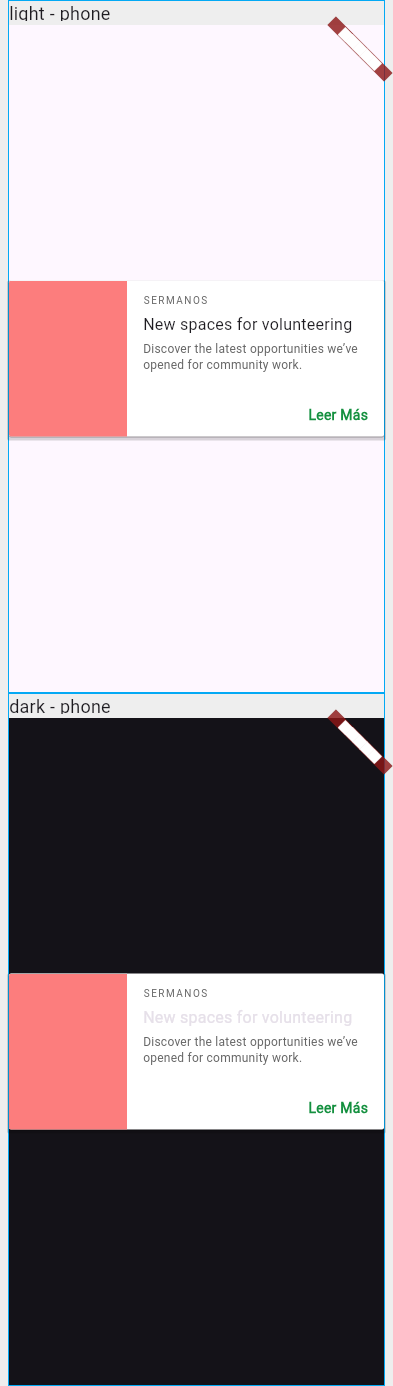 light - phone
SERMANOS
New spaces for volunteering
Discover the latest opportunities we've
opened for community work.
Leer Más
dark - phone
SERMANOS
New spaces for volunteering
Discover the latest opportunities we've
opened for community work.
Leer Más